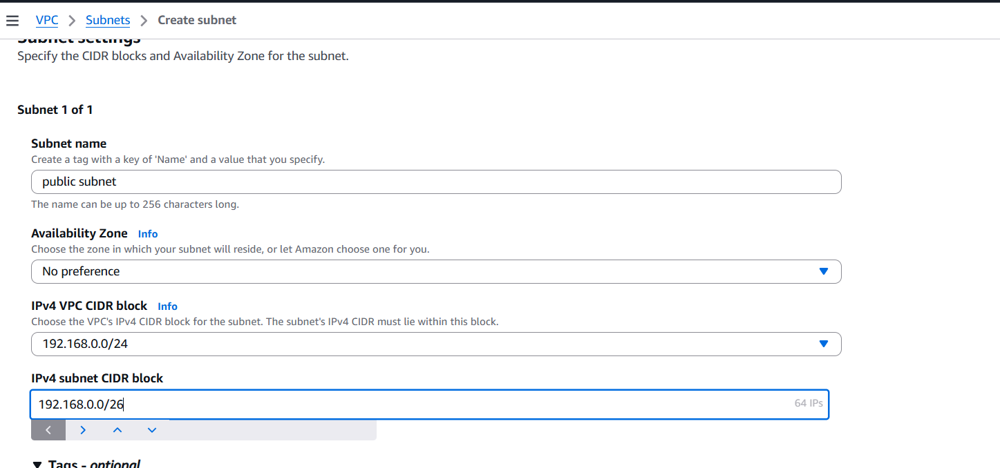 VPC > Subnets > Create subnet
Subnet settings
Specify the CIDR blocks and Availability Zone for the subnet.
Subnet 1 of 1
Subnet name
Create a tag with a key of 'Name' and a value that you specify.
public subnet
The name can be up to 256 characters long.
Availability Zone Info
Choose the zone in which your subnet will reside, or let Amazon choose one for you.
No preference
IPv4 VPC CIDR block Info
Choose the VPC's IPv4 CIDR block for the subnet. The subnet's IPv4 CIDR must lie within this block.
192.168.0.0/24
IPv4 subnet CIDR block
192.168.0.0/26 64 IPs
Tags - optional